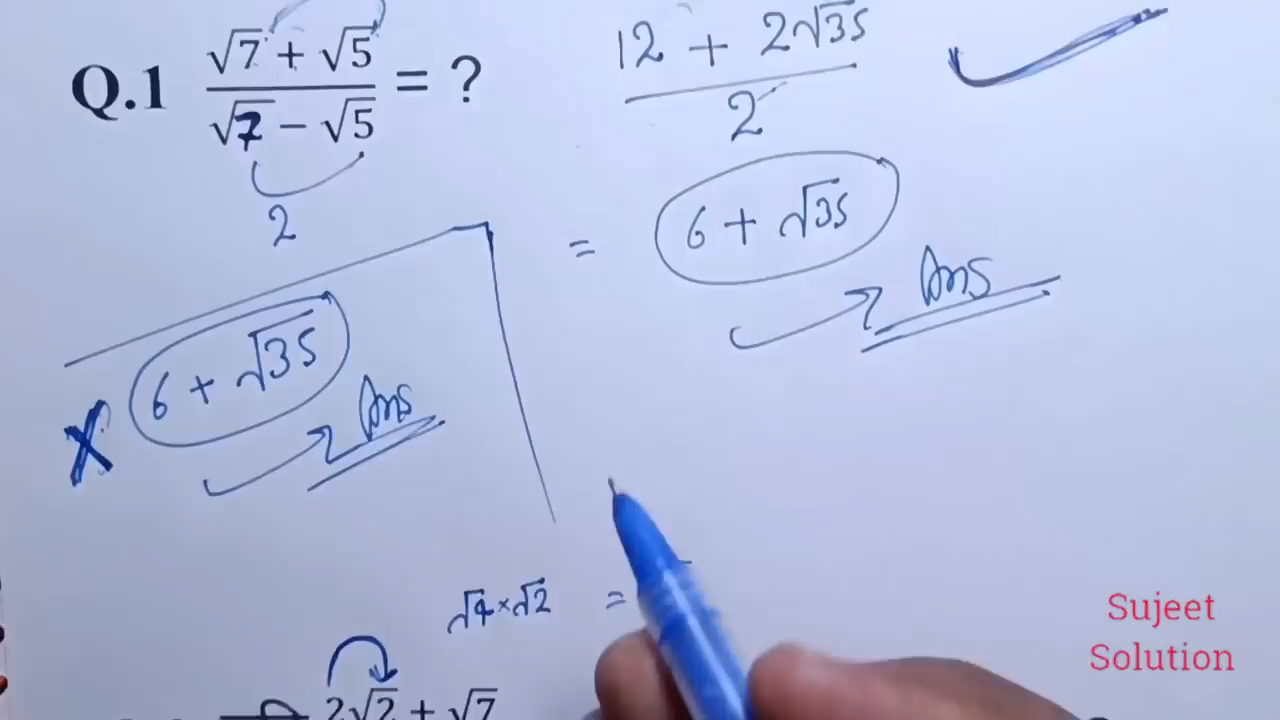 Q.1 (√7 + √5)/(√7 − √5) = ?
2
(12 + 2√35)/2
= 6 + √35
Ans
X 6 + √35
Ans
√4 × √2 =
2√2 + √7
Sujeet
Solution